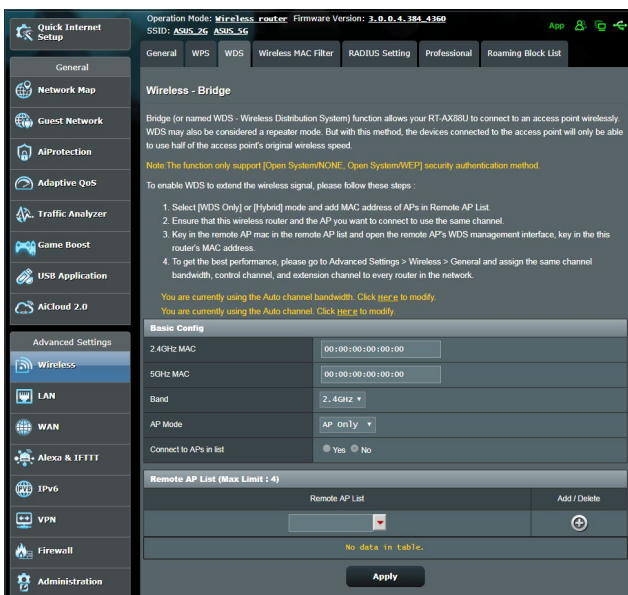 Quick Internet
Setup
Operation Mode: Wireless router Firmware Version: 3.0.0.4.384_4360
SSID: ASUS_2G ASUS_5G
App
General WPS WDS Wireless MAC Filter RADIUS Setting Professional Roaming Block List
General
Network Map
Guest Network
AiProtection
Adaptive QoS
Traffic Analyzer
Game Boost
USB Application
AiCloud 2.0
Advanced Settings
Wireless
LAN
WAN
Alexa & IFTTT
IPv6
VPN
Firewall
Administration
Wireless - Bridge
Bridge (or named WDS - Wireless Distribution System) function allows your RT-AX88U to connect to an access point wirelessly.
WDS may also be considered a repeater mode. But with this method, the devices connected to the access point will only be able
to use half of the access point's original wireless speed.
Note:The function only support [Open System/NONE, Open System/WEP] security authentication method.
To enable WDS to extend the wireless signal, please follow these steps :
1. Select [WDS Only] or [Hybrid] mode and add MAC address of APs in Remote AP List.
2. Ensure that this wireless router and the AP you want to connect to use the same channel.
3. Key in the remote AP mac in the remote AP list and open the remote AP's WDS management interface, key in the this
router's MAC address.
4. To get the best performance, please go to Advanced Settings > Wireless > General and assign the same channel
bandwidth, control channel, and extension channel to every router in the network.
You are currently using the Auto channel bandwidth. Click Here to modify.
You are currently using the Auto channel. Click Here to modify.
Basic Config
2.4GHz MAC 00:00:00:00:00:00
5GHz MAC 00:00:00:00:00:00
Band 2.4GHz
AP Mode AP Only
Connect to APs in list Yes No
Remote AP List (Max Limit : 4)
Remote AP List Add / Delete
No data in table.
Apply